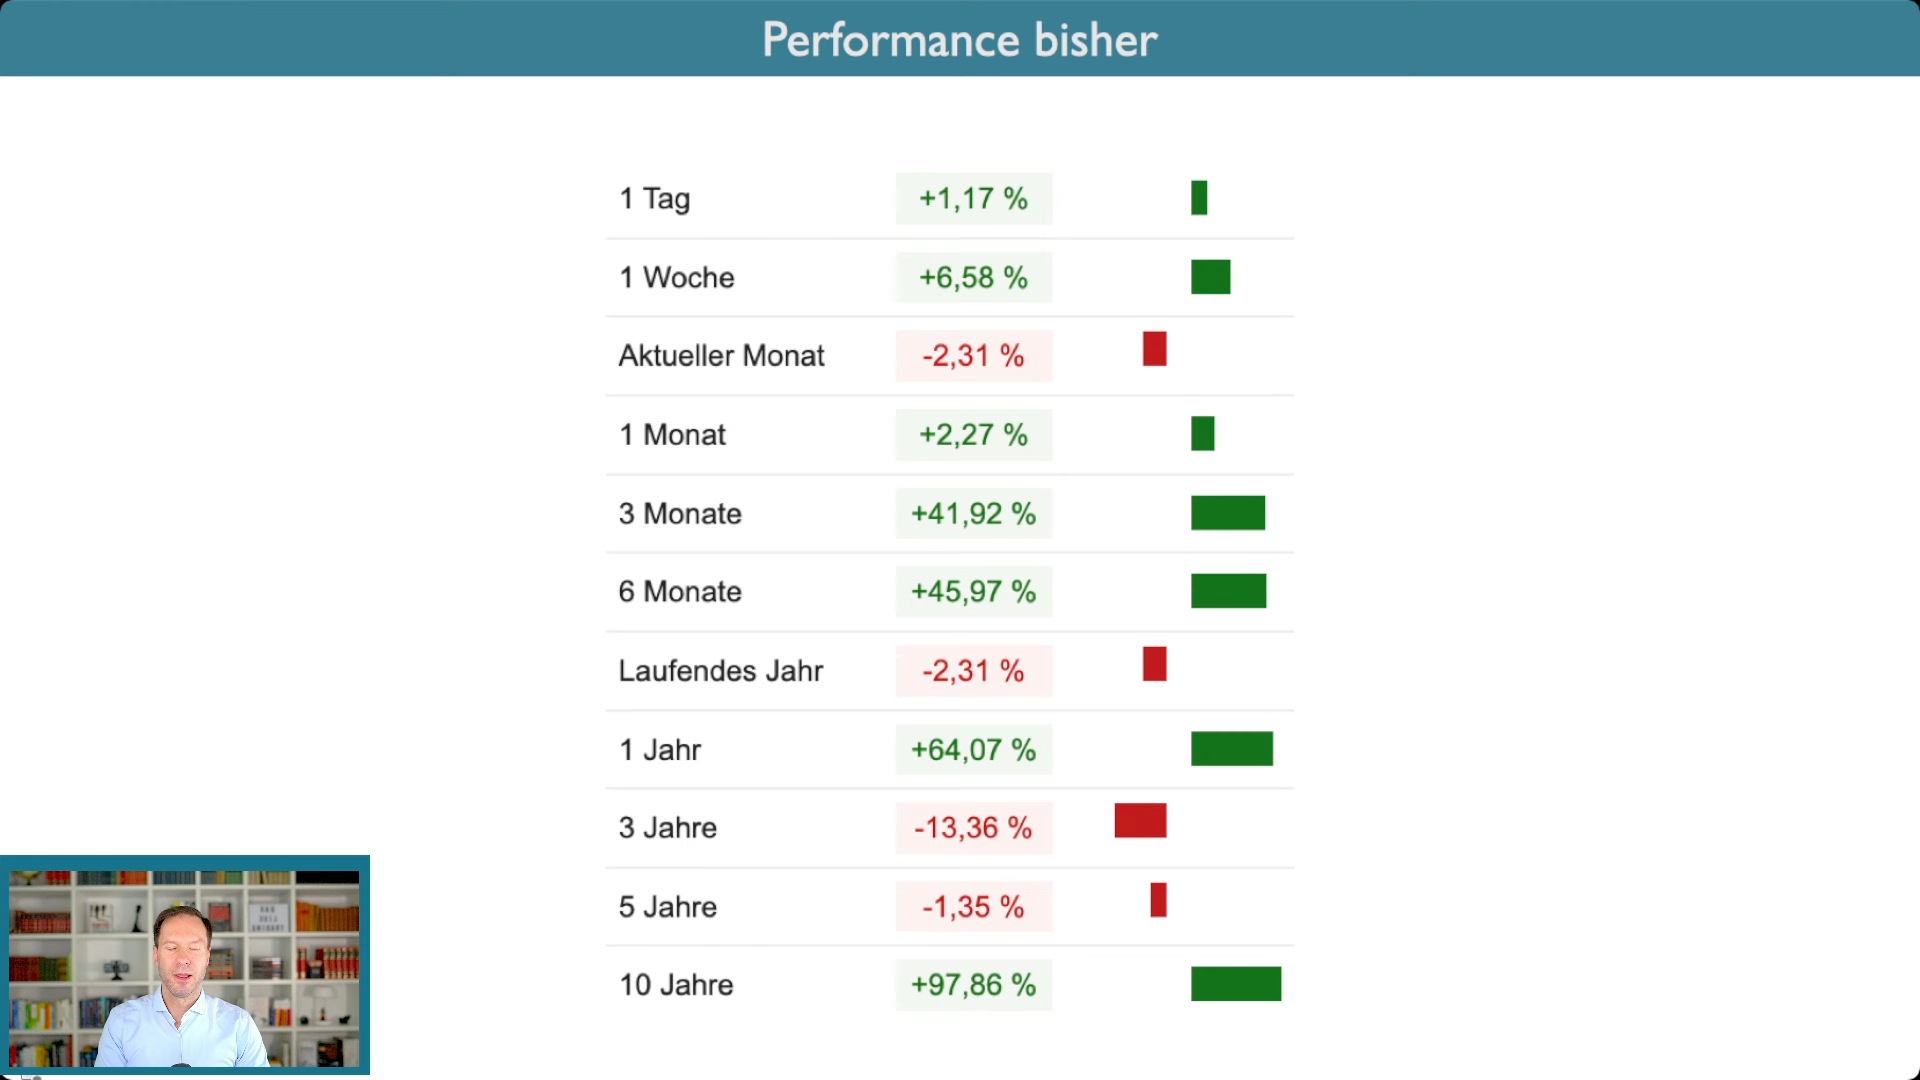 Performance bisher
1 Tag +1,17 %
1 Woche +6,58 %
Aktueller Monat -2,31 %
1 Monat +2,27 %
3 Monate +41,92 %
6 Monate +45,97 %
Laufendes Jahr -2,31 %
1 Jahr +64,07 %
3 Jahre -13,36 %
5 Jahre -1,35 %
10 Jahre +97,86 %